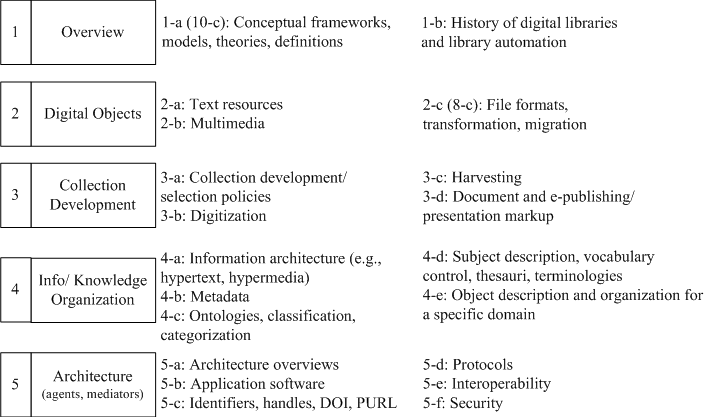 1
Overview
1-a (10-c): Conceptual frameworks,
models, theories, definitions
1-b: History of digital libraries
and library automation
2
Digital Objects
2-a: Text resources
2-b: Multimedia
2-c (8-c): File formats,
transformation, migration
3
Collection
Development
3-a: Collection development/
selection policies
3-b: Digitization
3-c: Harvesting
3-d: Document and e-publishing/
presentation markup
4
Info/ Knowledge
Organization
4-a: Information architecture (e.g.,
hypertext, hypermedia)
4-b: Metadata
4-c: Ontologies, classification,
categorization
4-d: Subject description, vocabulary
control, thesauri, terminologies
4-e: Object description and organization for
a specific domain
5
Architecture
(agents, mediators)
5-a: Architecture overviews
5-b: Application software
5-c: Identifiers, handles, DOI, PURL
5-d: Protocols
5-e: Interoperability
5-f: Security